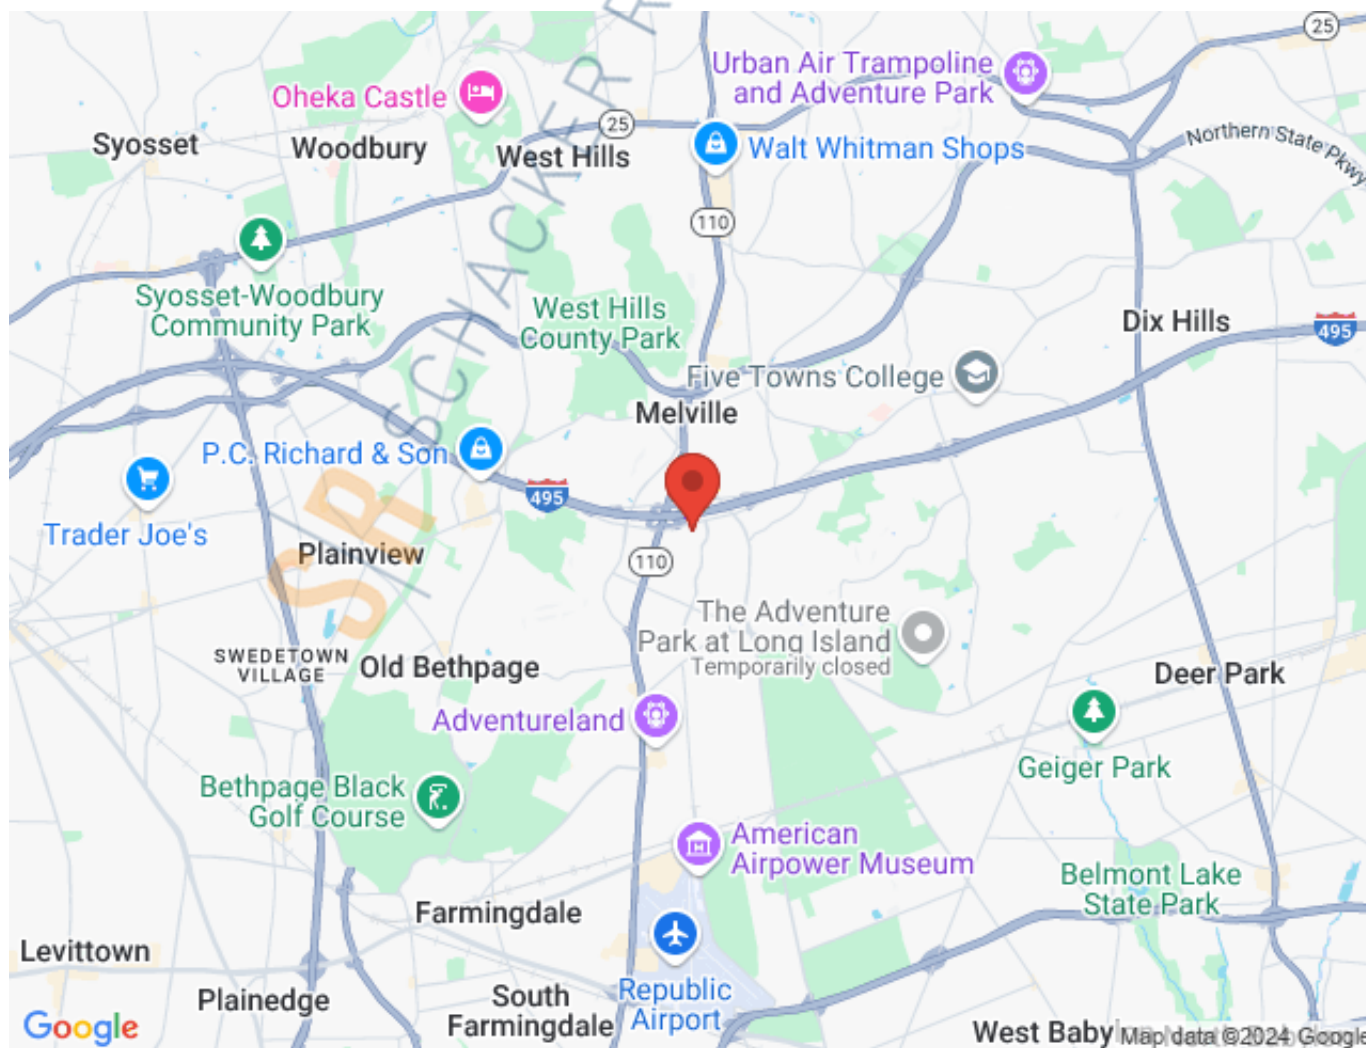 25
Urban Air Trampoline
and Adventure Park
Oheka Castle
25
Syosset
Woodbury
West Hills
Walt Whitman Shops
Northern State Pkwy
110
Syosset-Woodbury
Community Park
West Hills
County Park
Dix Hills
495
Five Towns College
Melville
P.C. Richard & Son
495
Trader Joe's
Plainview
110
The Adventure
Park at Long Island
Temporarily closed
SWEDETOWN
VILLAGE
Old Bethpage
Deer Park
Adventureland
Geiger Park
Bethpage Black
Golf Course
American
Airpower Museum
Belmont Lake
State Park
Farmingdale
Levittown
Plainedge
South
Farmingdale
Republic
Airport
Google
West Baby
Map data ©2024 Google
S/R
SCHACKER R